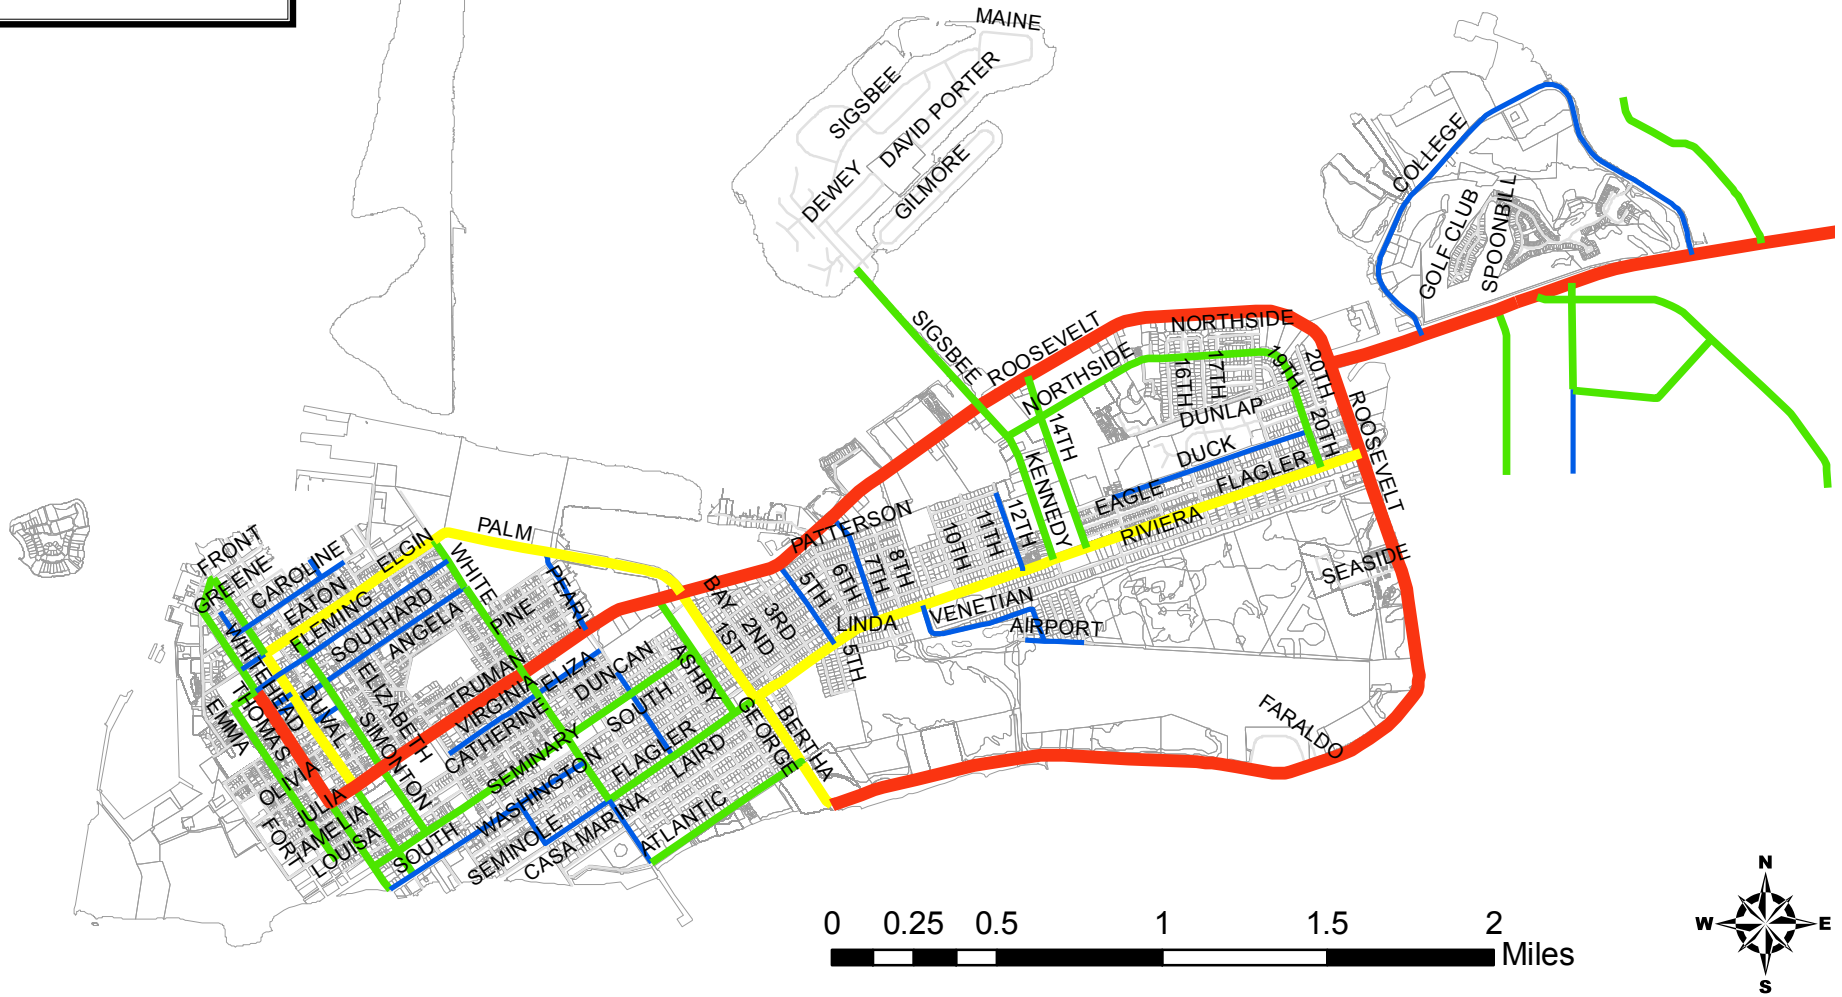 MAINE
SIGSBEE
DAVID PORTER
DEWEY
GILMORE
COLLEGE
GOLF CLUB
SPOONBILL
SIGSBEE
ROOSEVELT
NORTHSIDE
NORTHSIDE
16TH
17TH
19TH
20TH
ROOSEVELT
DUNLAP
20TH
14TH
DUCK
KENNEDY
EAGLE
FLAGLER
RIVIERA
PATTERSON
12TH
11TH
10TH
8TH
7TH
6TH
5TH
SEASIDE
VENETIAN
LINDA
AIRPORT
5TH
FARALDO
PALM
ELGIN
WHITE
PEARL
BAY
1ST
2ND
3RD
FRONT
GREENE
CAROLINE
EATON
FLEMING
SOUTHARD
ANGELA
PINE
WHITEHEAD
THOMAS
EMMA
DUVAL
ELIZABETH
SIMONTON
TRUMAN
VIRGINIA
ELIZA
DUNCAN
ASHBY
CATHERINE
SOUTH
SEMINARY
FLAGLER
LAIRD
GEORGE
BERTHA
OLIVIA
JULIA
AMELIA
LOUISA
FORT
SOUTH
WASHINGTON
SEMINOLE
CASA MARINA
ATLANTIC
0 0.25 0.5 1 1.5 2
Miles
N
W E
S